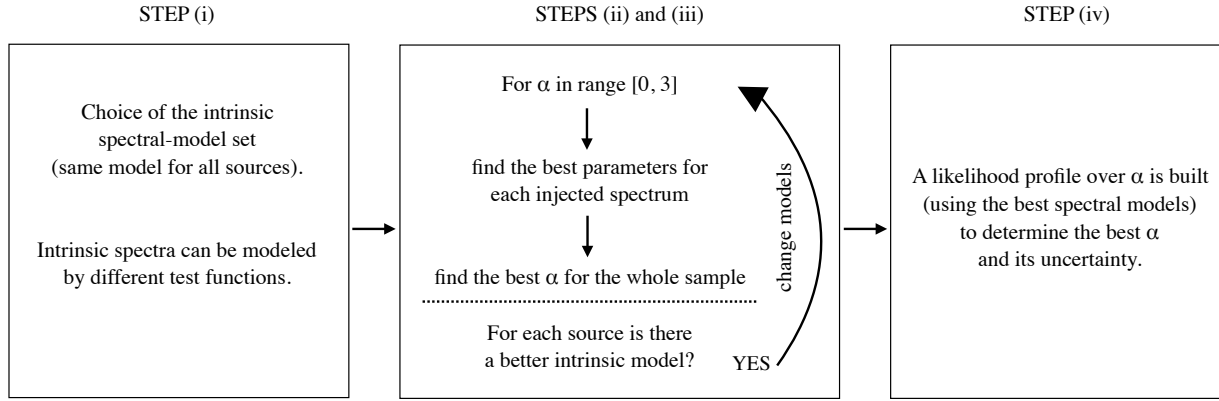 STEP (i)
Choice of the intrinsic
spectral-model set
(same model for all sources).
Intrinsic spectra can be modeled
by different test functions.
STEPS (ii) and (iii)
For α in range [0, 3]
find the best parameters for
each injected spectrum
find the best α for the whole sample
For each source is there
a better intrinsic model?
YES
change models
STEP (iv)
A likelihood profile over α is built
(using the best spectral models)
to determine the best α
and its uncertainty.